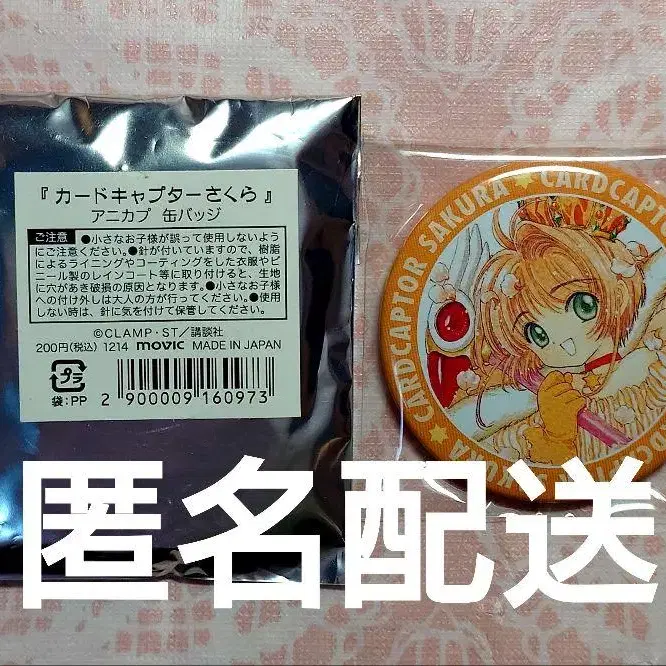 『 カードキャプターさくら 』
アニカプ 缶バッジ
ご注意 ●小さなお子様が誤って使用しないよう
にご注意ください。●針が付いていますので、樹脂
によるライニングやコーティングをした衣服やビ
ニール製のレインコート等に取り付けると、生地
に穴があき破損の原因となります。●小さなお子様
への付け外しは大人の方が行ってください。●使用
しない時は、針に気を付けて保管してください。
©CLAMP・ST／講談社
200円(税込) 1214 movic MADE IN JAPAN
プラ
袋:PP
2 900009 160973
CARDCAPTOR SAKURA ★ CARDCAPTOR
匿名配送